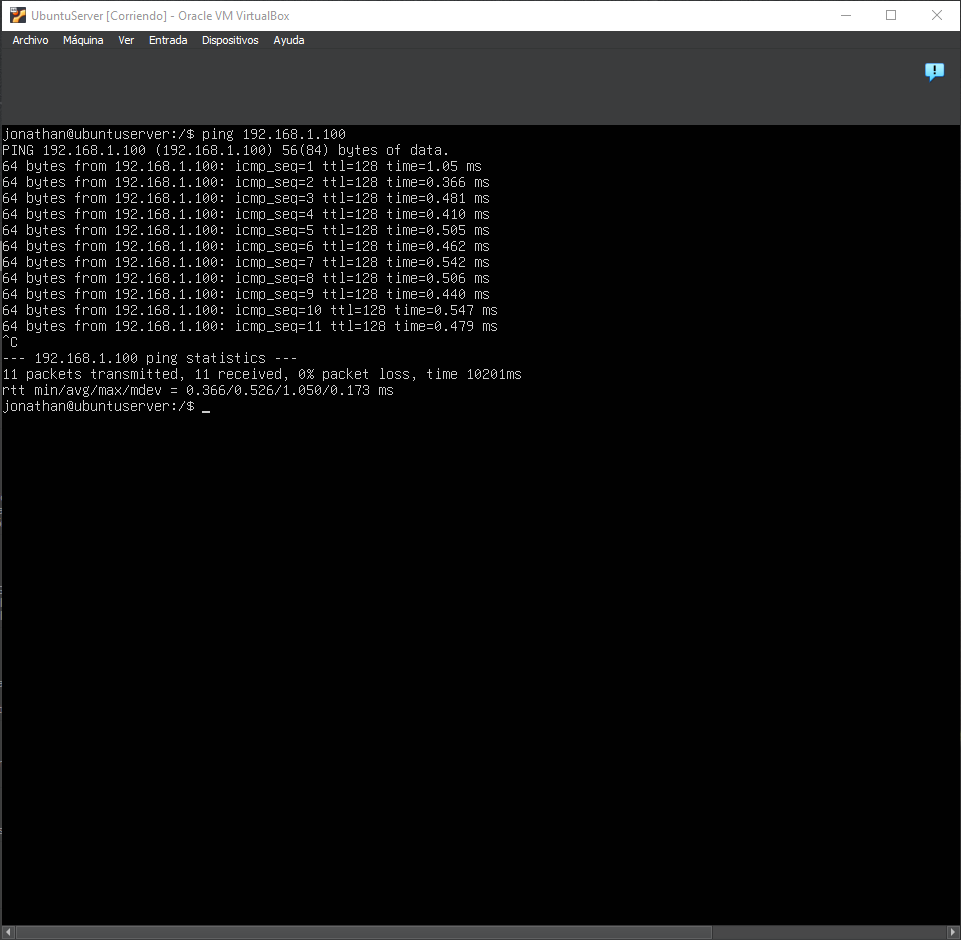 UbuntuServer [Corriendo] - Oracle VM VirtualBox
Archivo Máquina Ver Entrada Dispositivos Ayuda
jonathan@ubuntuserver:/$ ping 192.168.1.100
PING 192.168.1.100 (192.168.1.100) 56(84) bytes of data.
64 bytes from 192.168.1.100: icmp_seq=1 ttl=128 time=1.05 ms
64 bytes from 192.168.1.100: icmp_seq=2 ttl=128 time=0.366 ms
64 bytes from 192.168.1.100: icmp_seq=3 ttl=128 time=0.481 ms
64 bytes from 192.168.1.100: icmp_seq=4 ttl=128 time=0.410 ms
64 bytes from 192.168.1.100: icmp_seq=5 ttl=128 time=0.505 ms
64 bytes from 192.168.1.100: icmp_seq=6 ttl=128 time=0.462 ms
64 bytes from 192.168.1.100: icmp_seq=7 ttl=128 time=0.542 ms
64 bytes from 192.168.1.100: icmp_seq=8 ttl=128 time=0.506 ms
64 bytes from 192.168.1.100: icmp_seq=9 ttl=128 time=0.440 ms
64 bytes from 192.168.1.100: icmp_seq=10 ttl=128 time=0.547 ms
64 bytes from 192.168.1.100: icmp_seq=11 ttl=128 time=0.479 ms
^C
--- 192.168.1.100 ping statistics ---
11 packets transmitted, 11 received, 0% packet loss, time 10201ms
rtt min/avg/max/mdev = 0.366/0.526/1.050/0.173 ms
jonathan@ubuntuserver:/$ _